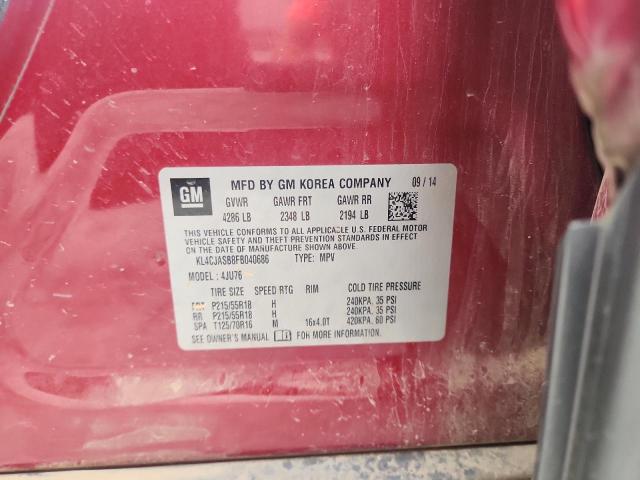 GM
MFD BY GM KOREA COMPANY 09/14
GVWR GAWR FRT GAWR RR
4286 LB 2348 LB 2194 LB
THIS VEHICLE CONFORMS TO ALL APPLICABLE U.S. FEDERAL MOTOR
VEHICLE SAFETY AND THEFT PREVENTION STANDARDS IN EFFECT
ON THE DATE OF MANUFACTURE SHOWN ABOVE.
KL4CJASB8FB040686 TYPE: MPV
MODEL: 4JU76
TIRE SIZE SPEED RTG RIM COLD TIRE PRESSURE
FRT P215/55R18 H 240KPA, 35 PSI
RR P215/55R18 H 240KPA, 35 PSI
SPA T125/70R16 M 16x4.0T 420KPA, 60 PSI
SEE OWNER'S MANUAL FOR MORE INFORMATION.